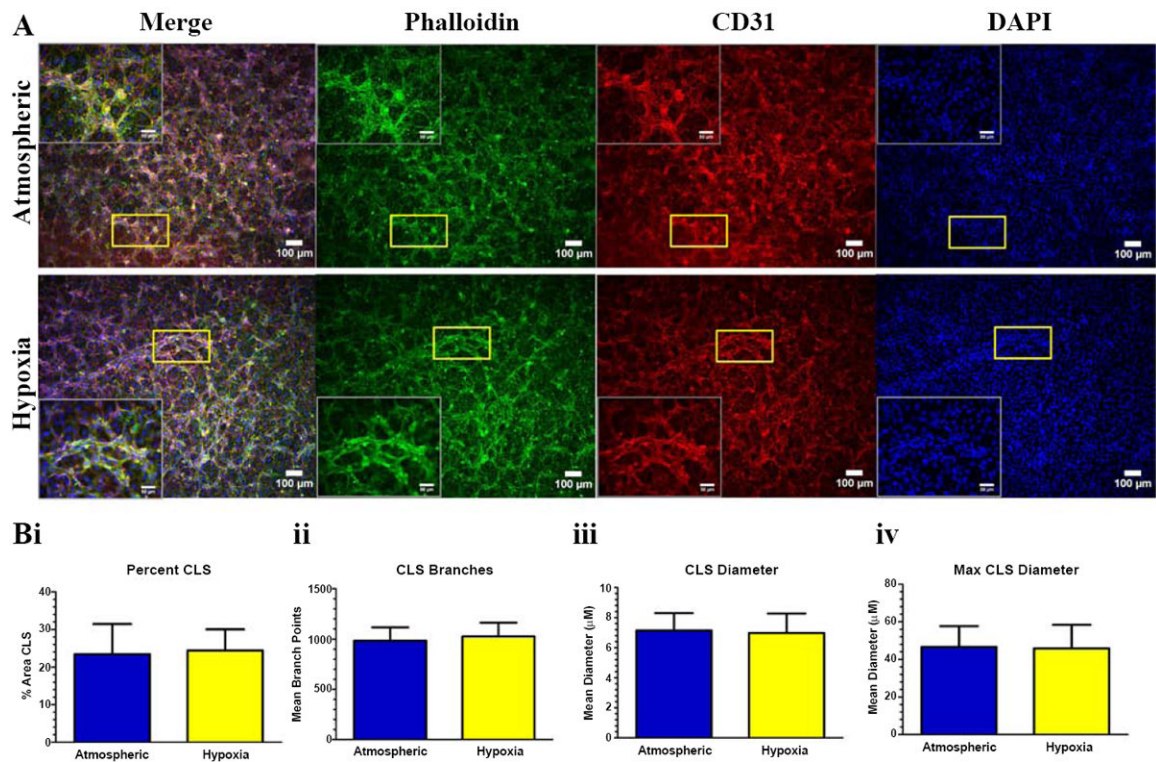 A
Merge
Phalloidin
CD31
DAPI
Atmospheric
100 µm
100 µm
100 µm
100 µm
Hypoxia
100 µm
100 µm
100 µm
100 µm
Bi
ii
iii
iv
Percent CLS
% Area CLS
40
30
20
10
0
Atmospheric
Hypoxia
CLS Branches
Mean Branch Points
1500
1000
500
0
Atmospheric
Hypoxia
CLS Diameter
Mean Diameter (µM)
10
8
6
4
2
0
Atmospheric
Hypoxia
Max CLS Diameter
Mean Diameter (µM)
80
60
40
20
0
Atmospheric
Hypoxia